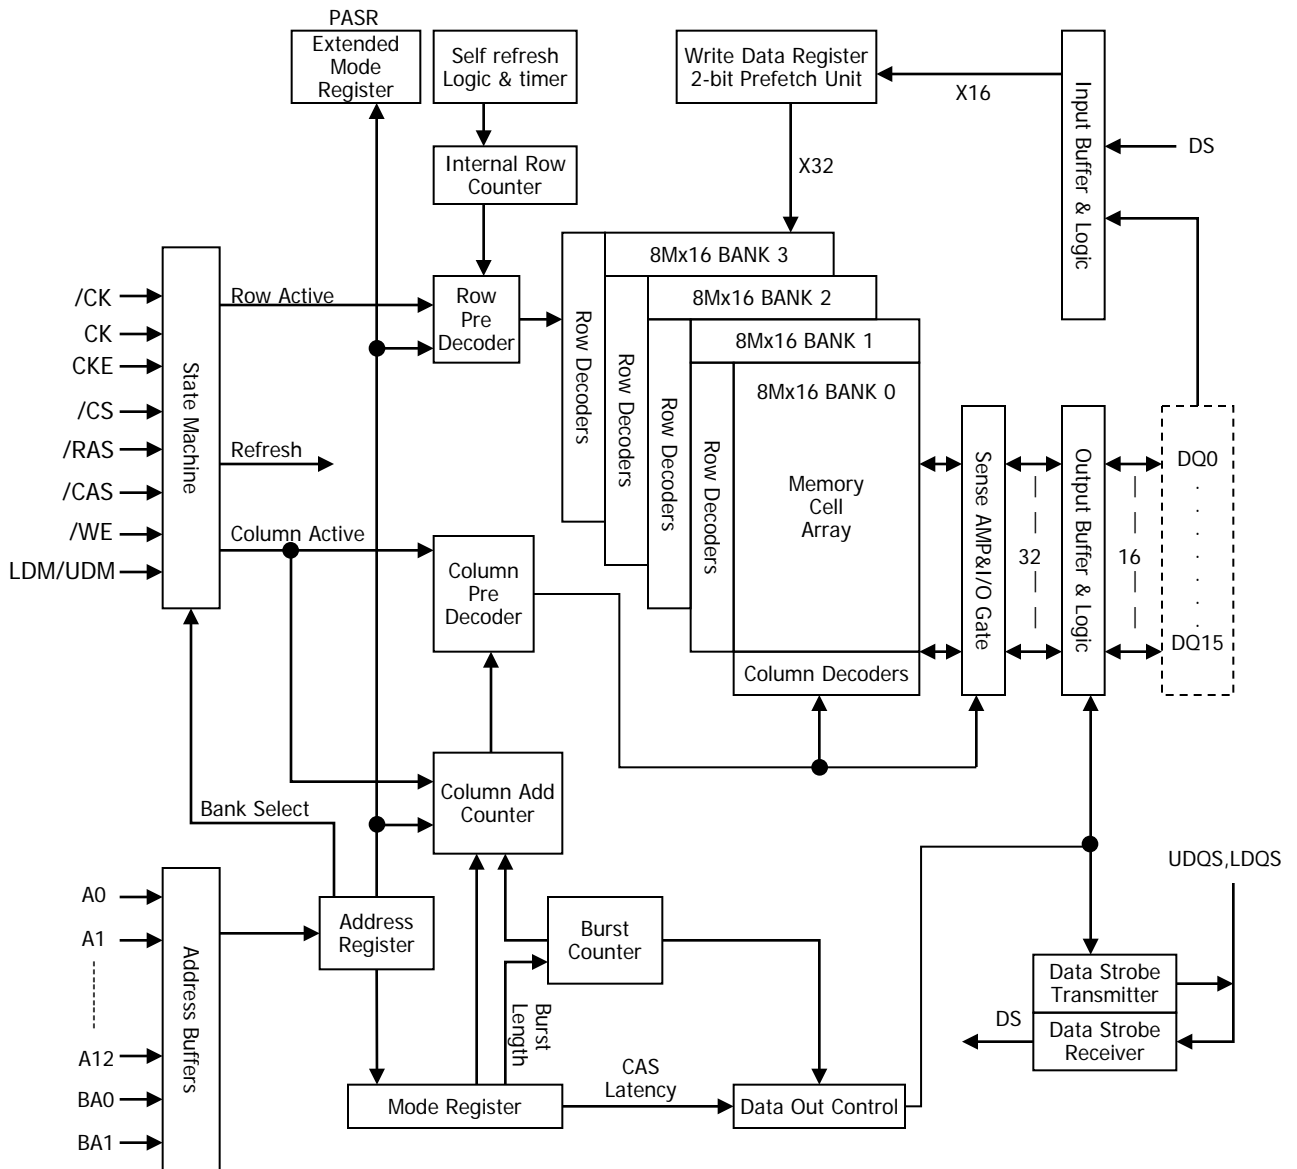 PASR
Extended
Mode
Register
Self refresh
Logic & timer
Write Data Register
2-bit Prefetch Unit
X16
Input Buffer & Logic
DS
Internal Row
Counter
X32
8Mx16 BANK 3
8Mx16 BANK 2
8Mx16 BANK 1
8Mx16 BANK 0
Row Decoders
Row Decoders
Row Decoders
Row Decoders
Memory
Cell
Array
Column Decoders
/CK
CK
CKE
/CS
/RAS
/CAS
/WE
LDM/UDM
State Machine
Row Active
Refresh
Column Active
Row
Pre
Decoder
Column
Pre
Decoder
Sense AMP&I/O Gate
32
Output Buffer & Logic
16
DQ0
DQ15
Bank Select
Column Add
Counter
A0
A1
A12
BA0
BA1
Address Buffers
Address
Register
Burst
Counter
Burst
Length
Mode Register
CAS
Latency
Data Out Control
UDQS,LDQS
Data Strobe
Transmitter
DS
Data Strobe
Receiver